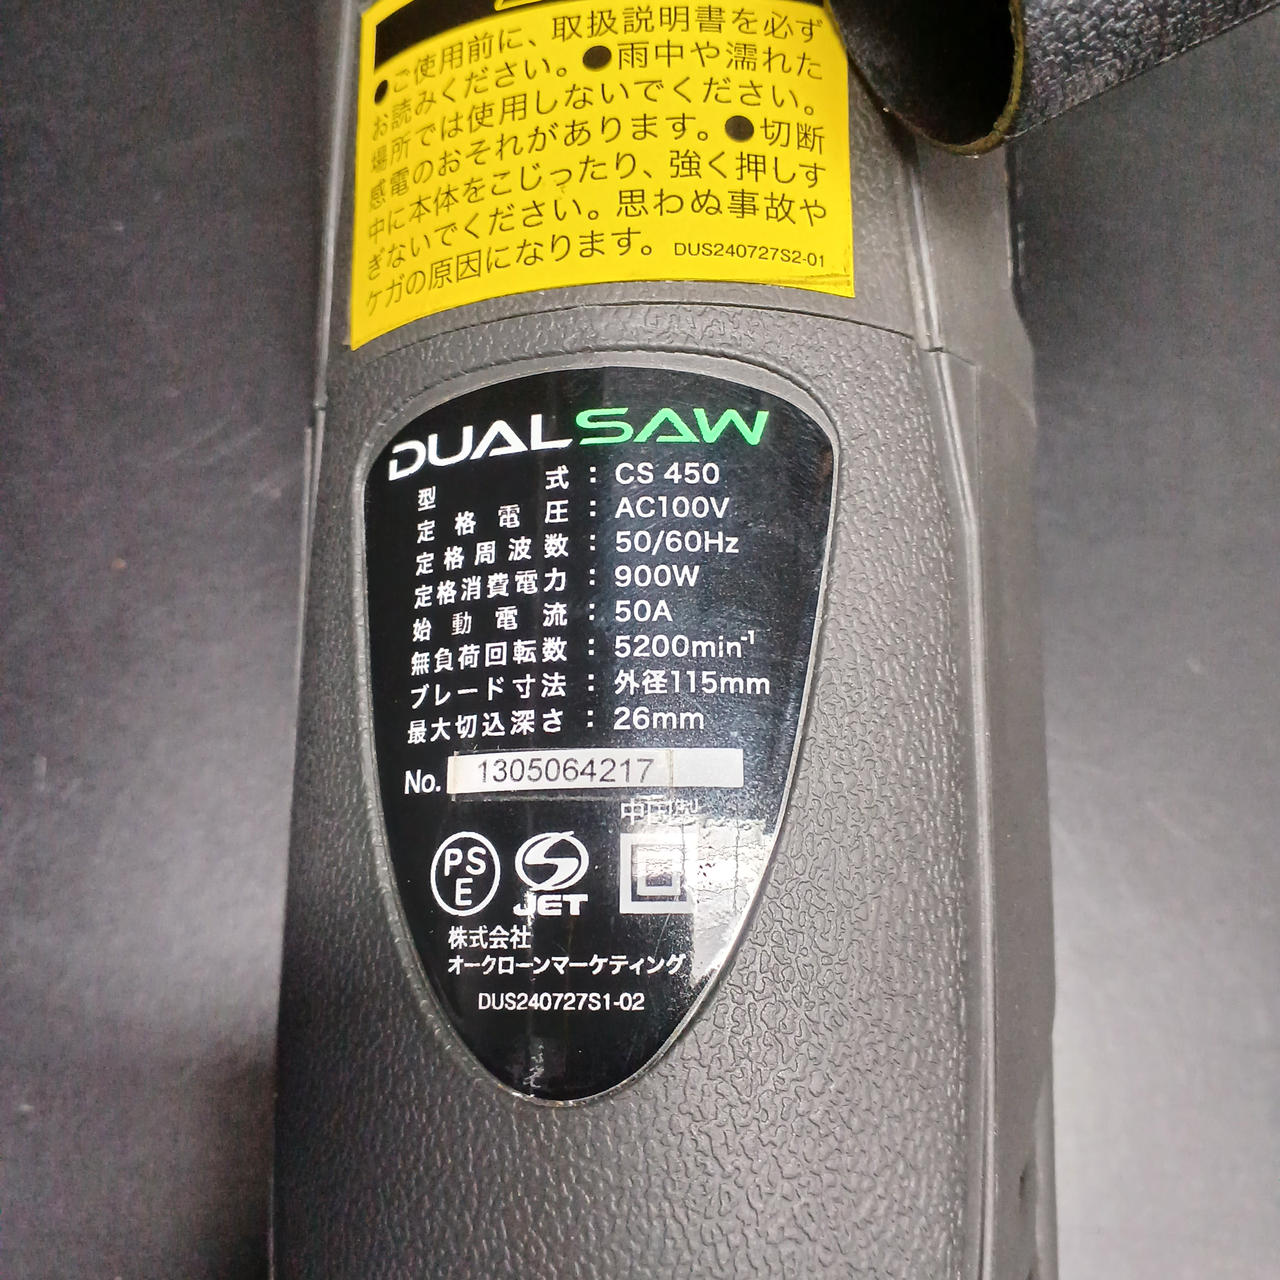 ●ご使用前に、取扱説明書を必ず
お読みください。●雨中や濡れた
場所では使用しないでください。
感電のおそれがあります。●切断
中に本体をこじったり、強く押しす
ぎないでください。思わぬ事故や
ケガの原因になります。 DUS240727S2-01
DUALSAW
型式：CS 450
定格電圧：AC100V
定格周波数：50/60Hz
定格消費電力：900W
始動電流：50A
無負荷回転数：5200min⁻¹
ブレード寸法：外径115mm
最大切込深さ：26mm
No. 1305064217
中国製
PSE
JET
株式会社
オークローンマーケティング
DUS240727S1-02